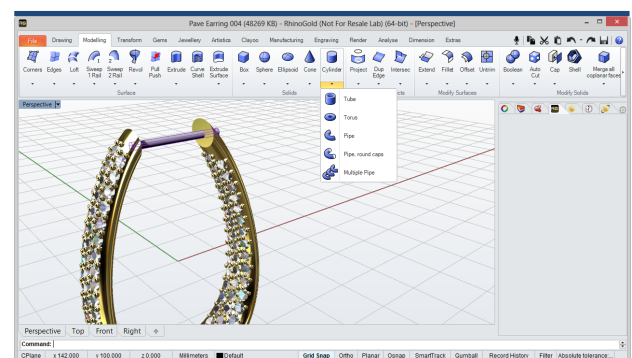 Pave Earring 004 (48269 KB) - RhinoGold (Not For Resale Lab) (64-bit) - [Perspective]
File Drawing Modelling Transform Gems Jewellery Artistics Clayoo Manufacturing Engraving Render Analyse Dimension Extras
Corners Edges Loft Sweep 1 Rail Sweep 2 Rail Revol Pull Push Extrude Curve Shell Extrude Surface Box Sphere Ellipsoid Cone Cylinder Project Dup Edge Intersec Extend Fillet Offset Untrim Boolean Auto Cut Cap Shell Merge all coplanar faces
Surface Solids cts Modify Surfaces Modify Solids
Perspective
Tube
Torus
Pipe
Pipe, round caps
Multiple Pipe
Perspective Top Front Right
Command:
CPlane x 142.000 y 100.000 z 0.000 Millimeters Default Grid Snap Ortho Planar Osnap SmartTrack Gumball Record History Filter Absolute tolerance:...